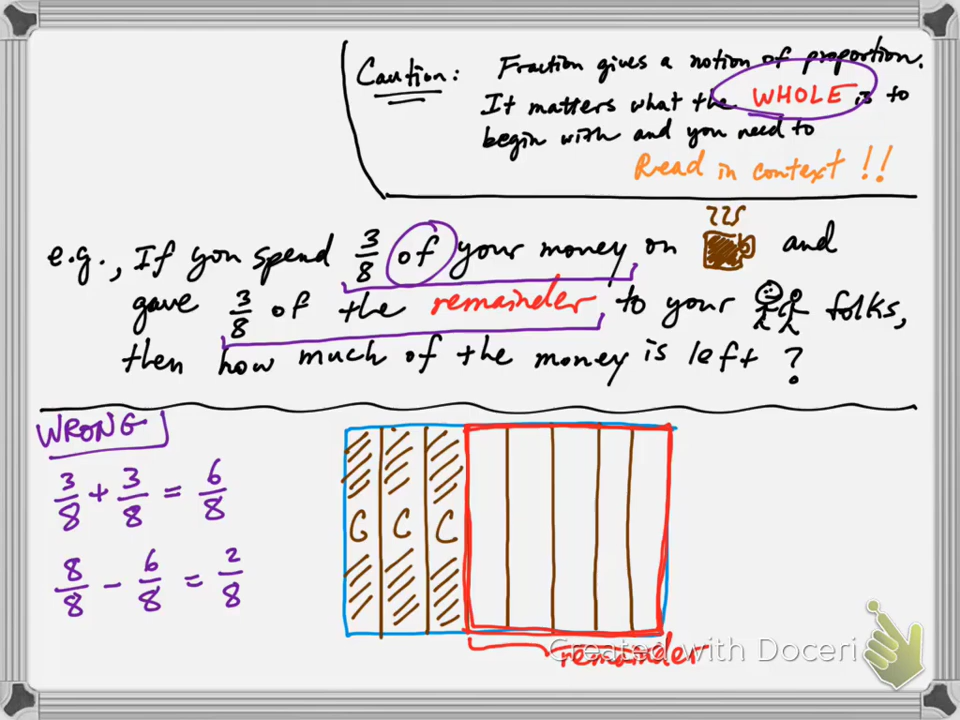 Caution: Fraction gives a notion of proportion.
It matters what the WHOLE is to
begin with and you need to
Read in context !!
e.g., If you spend 3/8 of your money on and
gave 3/8 of the remainder to your folks,
then how much of the money is left ?
WRONG
3/8 + 3/8 = 6/8
8/8 - 6/8 = 2/8
C C C
remainder
Created with Doceri